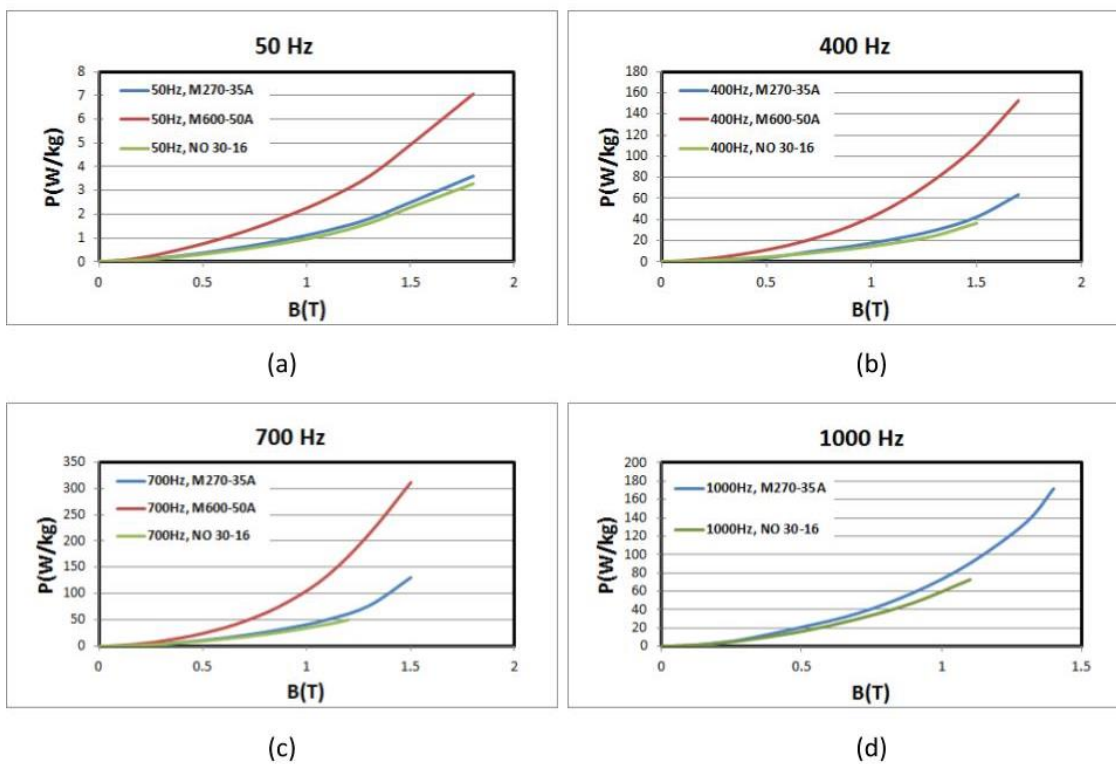 50 Hz
8
7
6
5
4
3
2
1
0
P(W/kg)
50Hz, M270-35A
50Hz, M600-50A
50Hz, NO 30-16
0 0.5 1 1.5 2
B(T)
(a)
400 Hz
180
160
140
120
100
80
60
40
20
0
P(W/kg)
400Hz, M270-35A
400Hz, M600-50A
400Hz, NO 30-16
0 0.5 1 1.5 2
B(T)
(b)
700 Hz
350
300
250
200
150
100
50
0
P(W/kg)
700Hz, M270-35A
700Hz, M600-50A
700Hz, NO 30-16
0 0.5 1 1.5 2
B(T)
(c)
1000 Hz
200
180
160
140
120
100
80
60
40
20
0
P(W/kg)
1000Hz, M270-35A
1000Hz, NO 30-16
0 0.5 1 1.5
B(T)
(d)